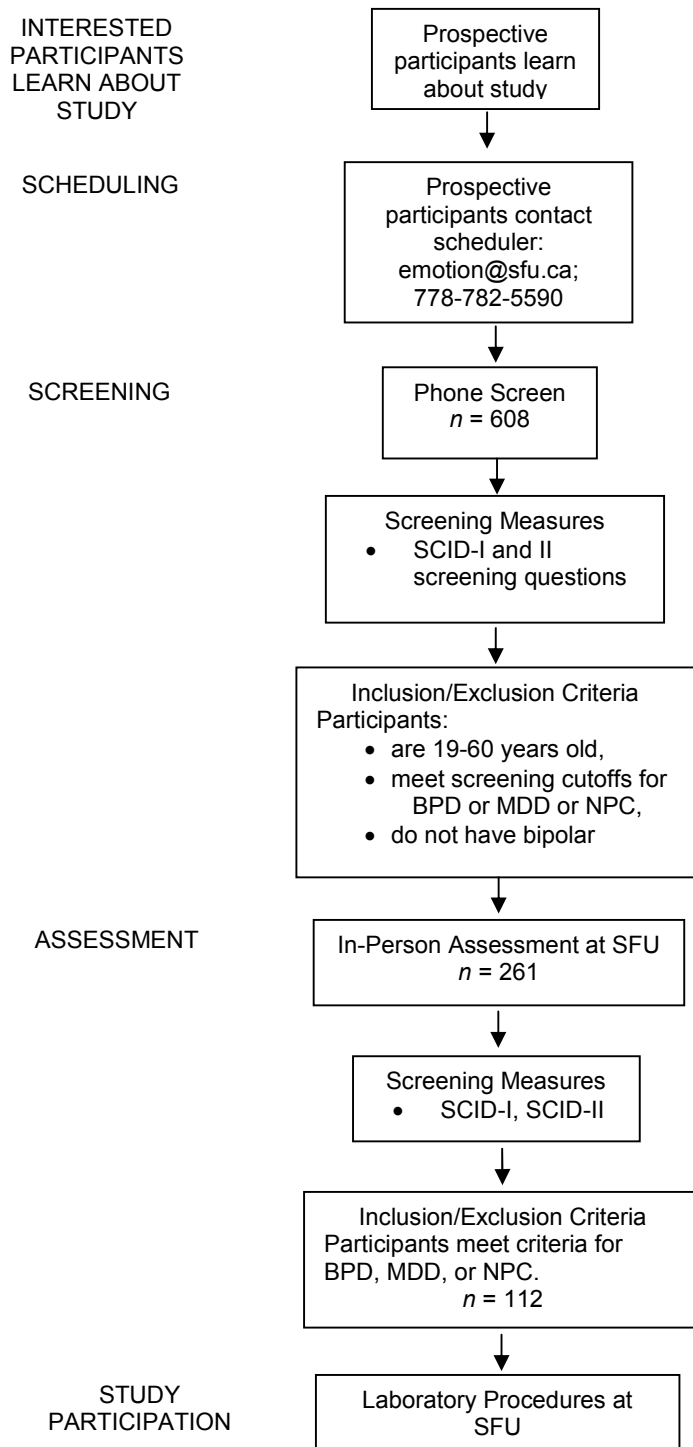 INTERESTED
PARTICIPANTS
LEARN ABOUT
STUDY
Prospective
participants learn
about study
SCHEDULING
Prospective
participants contact
scheduler:
emotion@sfu.ca;
778-782-5590
SCREENING
Phone Screen
n = 608
Screening Measures
• SCID-I and II
screening questions
Inclusion/Exclusion Criteria
Participants:
• are 19-60 years old,
• meet screening cutoffs for
BPD or MDD or NPC,
• do not have bipolar
ASSESSMENT
In-Person Assessment at SFU
n = 261
Screening Measures
• SCID-I, SCID-II
Inclusion/Exclusion Criteria
Participants meet criteria for
BPD, MDD, or NPC.
n = 112
STUDY
PARTICIPATION
Laboratory Procedures at
SFU